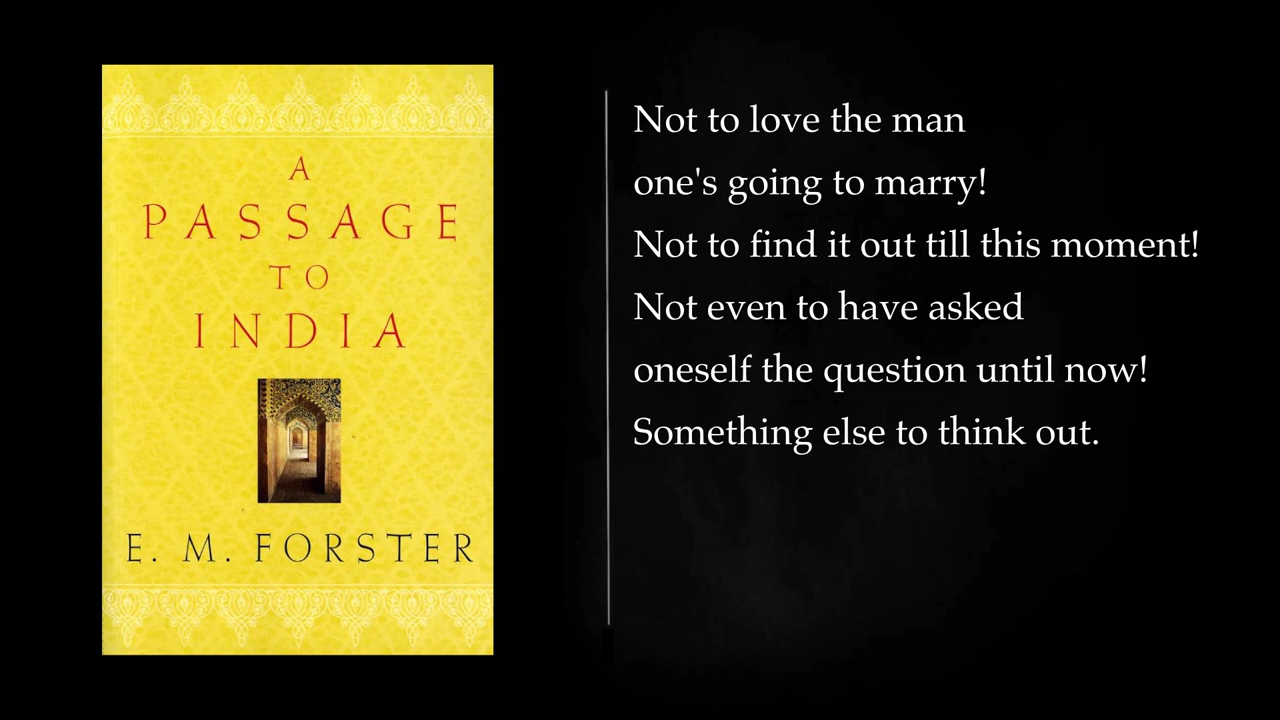 A
PASSAGE
TO
INDIA
E. M. FORSTER
Not to love the man
one's going to marry!
Not to find it out till this moment!
Not even to have asked
oneself the question until now!
Something else to think out.